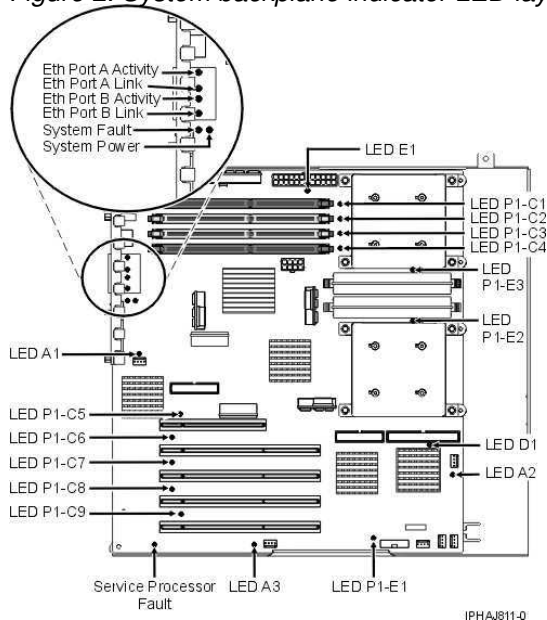 Figure 2. System backplane indicator LED lay
Eth Port A Activity
Eth Port A Link
Eth Port B Activity
Eth Port B Link
System Fault
System Power
LED E1
LED P1-C1
LED P1-C2
LED P1-C3
LED P1-C4
LED
P1-E3
LED
P1-E2
LED A1
LED P1-C5
LED P1-C6
LED P1-C7
LED P1-C8
LED P1-C9
LED D1
LED A2
Service Processor
Fault
LED A3
LED P1-E1
IPHAJ811-0